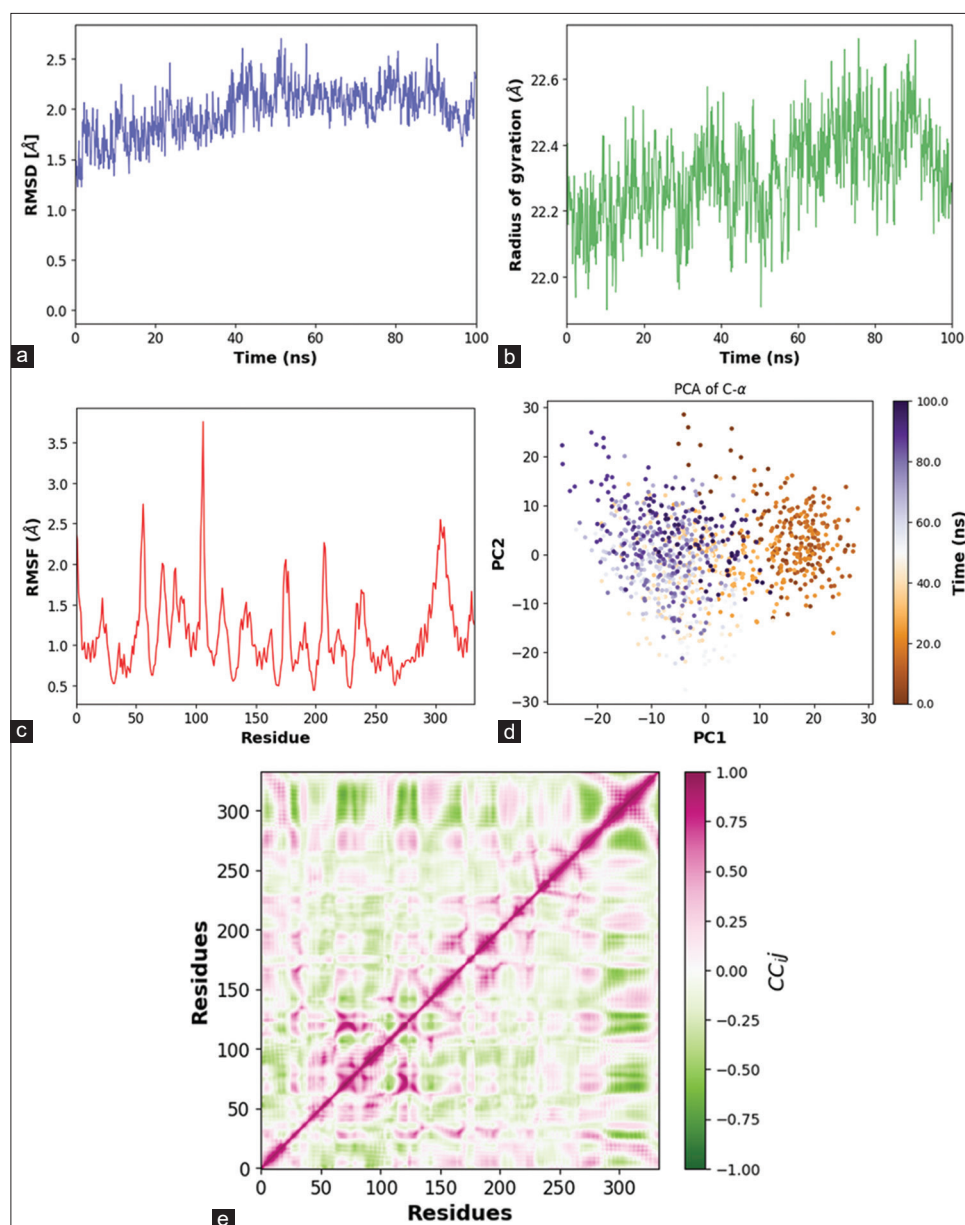 2.5
2.0
1.5
1.0
0.5
0.0
RMSD [Å]
0 20 40 60 80 100
Time (ns)
a
22.6
22.4
22.2
22.0
Radius of gyration (Å)
0 20 40 60 80 100
Time (ns)
b
3.5
3.0
2.5
2.0
1.5
1.0
0.5
RMSF (Å)
0 50 100 150 200 250 300
Residue
c
PCA of C-α
30
20
10
0
−10
−20
−30
PC2
−20 −10 0 10 20 30
PC1
d
100.0
80.0
60.0
40.0
20.0
0.0
Time (ns)
300
250
200
150
100
50
0
Residues
0 50 100 150 200 250 300
Residues
e
1.00
0.75
0.50
0.25
0.00
−0.25
−0.50
−0.75
−1.00
CCij